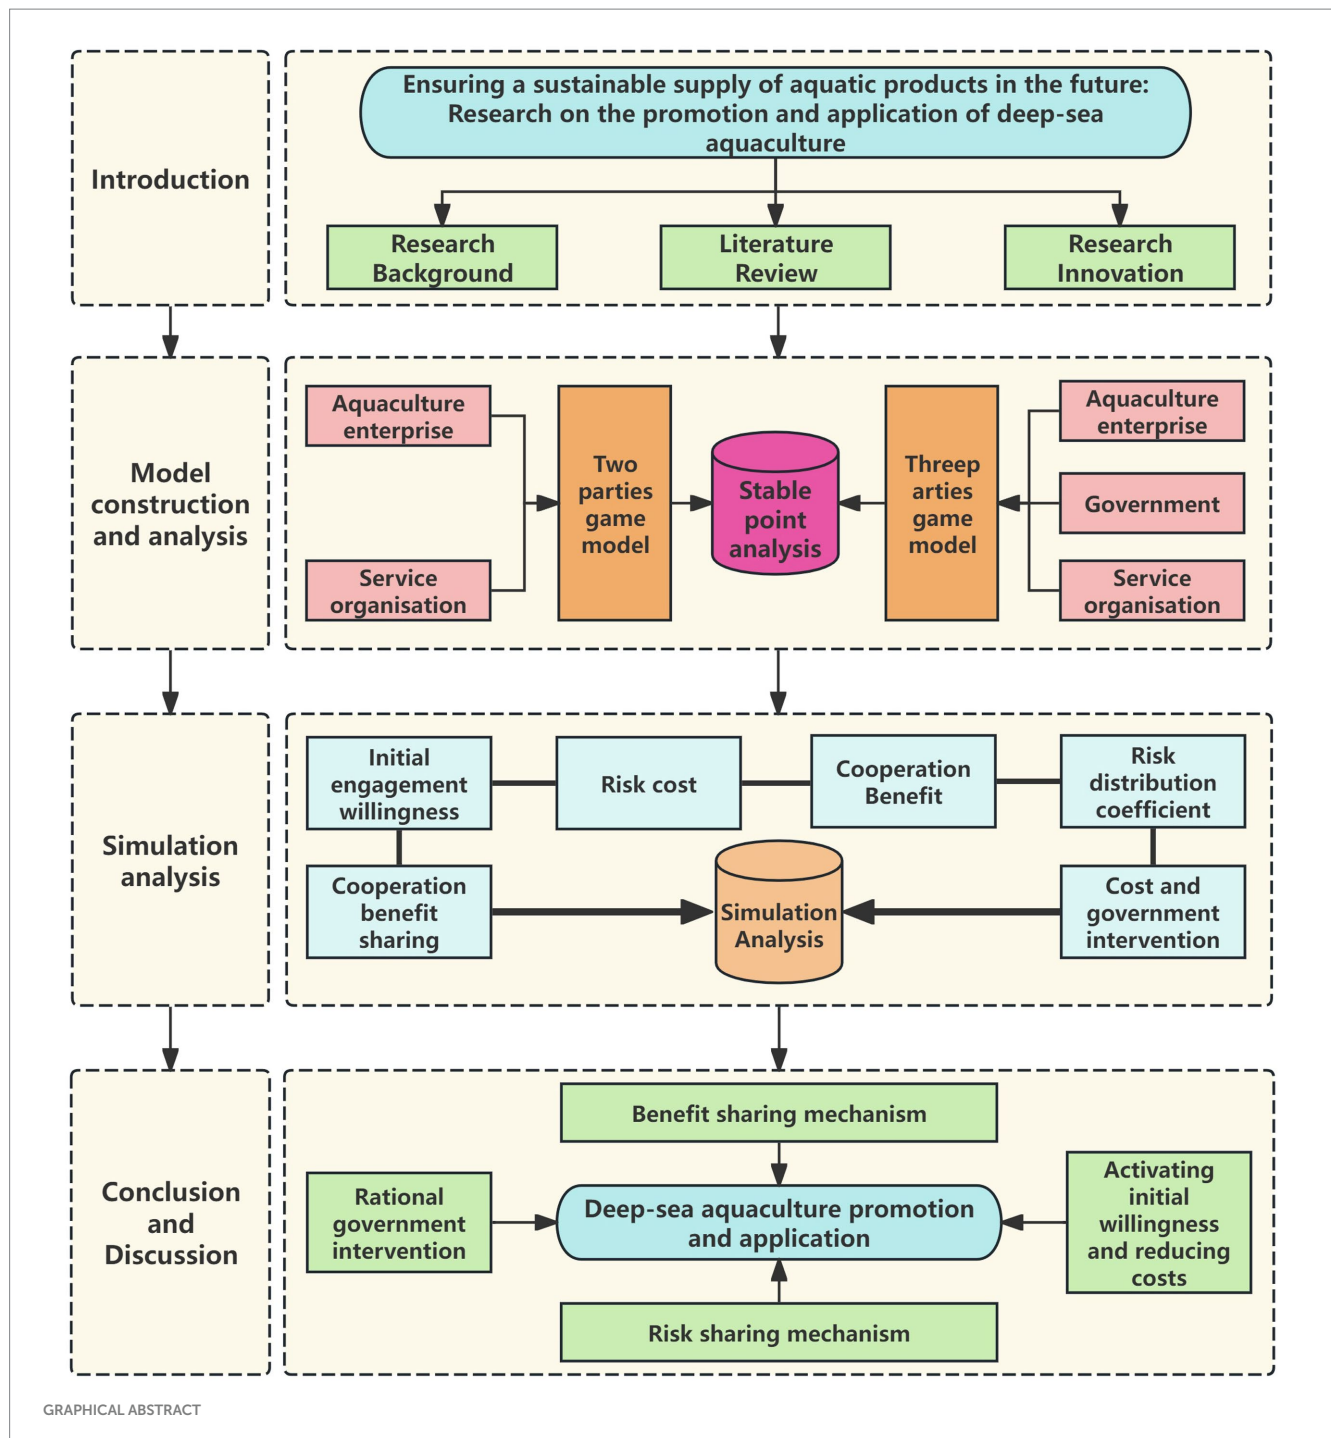 Introduction
Ensuring a sustainable supply of aquatic products in the future:
Research on the promotion and application of deep-sea
aquaculture
Research
Background
Literature
Review
Research
Innovation
Model
construction
and analysis
Aquaculture
enterprise
Service
organisation
Two
parties
game
model
Stable
point
analysis
Threep
arties
game
model
Aquaculture
enterprise
Government
Service
organisation
Simulation
analysis
Initial
engagement
willingness
Risk cost
Cooperation
Benefit
Risk
distribution
coefficient
Cooperation
benefit
sharing
Simulation
Analysis
Cost and
government
intervention
Conclusion
and
Discussion
Benefit sharing mechanism
Rational
government
intervention
Deep-sea aquaculture promotion
and application
Activating
initial
willingness
and reducing
costs
Risk sharing mechanism
GRAPHICAL ABSTRACT